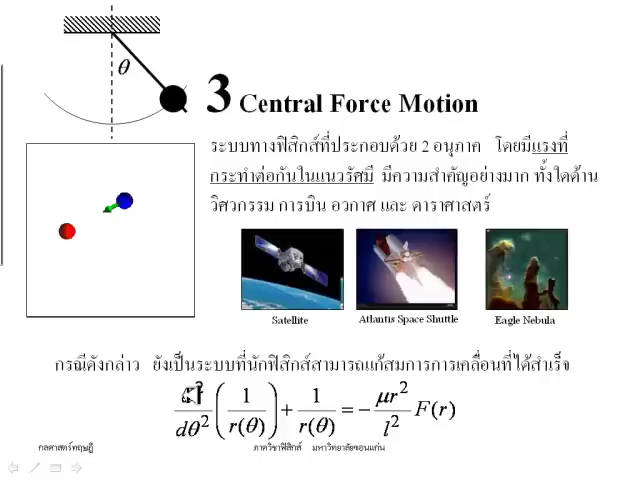 θ
3 Central Force Motion
ระบบทางฟิสิกส์ที่ประกอบด้วย 2 อนุภาค โดยมีแรงที่
กระทำต่อกันในแนวรัศมี มีความสำคัญอย่างมาก ทั้งใดด้าน
วิศวกรรม การบิน อวกาศ และ ดาราศาสตร์
Satellite Atlantis Space Shuttle Eagle Nebula
กรณีดังกล่าว ยังเป็นระบบที่นักฟิสิกส์สามารถแก้สมการการเคลื่อนที่ได้สำเร็จ
d²/dθ² (1/r(θ)) + 1/r(θ) = −μr²/l² F(r)
กลศาสตร์ทฤษฎี ภาควิชาฟิสิกส์ มหาวิทยาลัยขอนแก่น